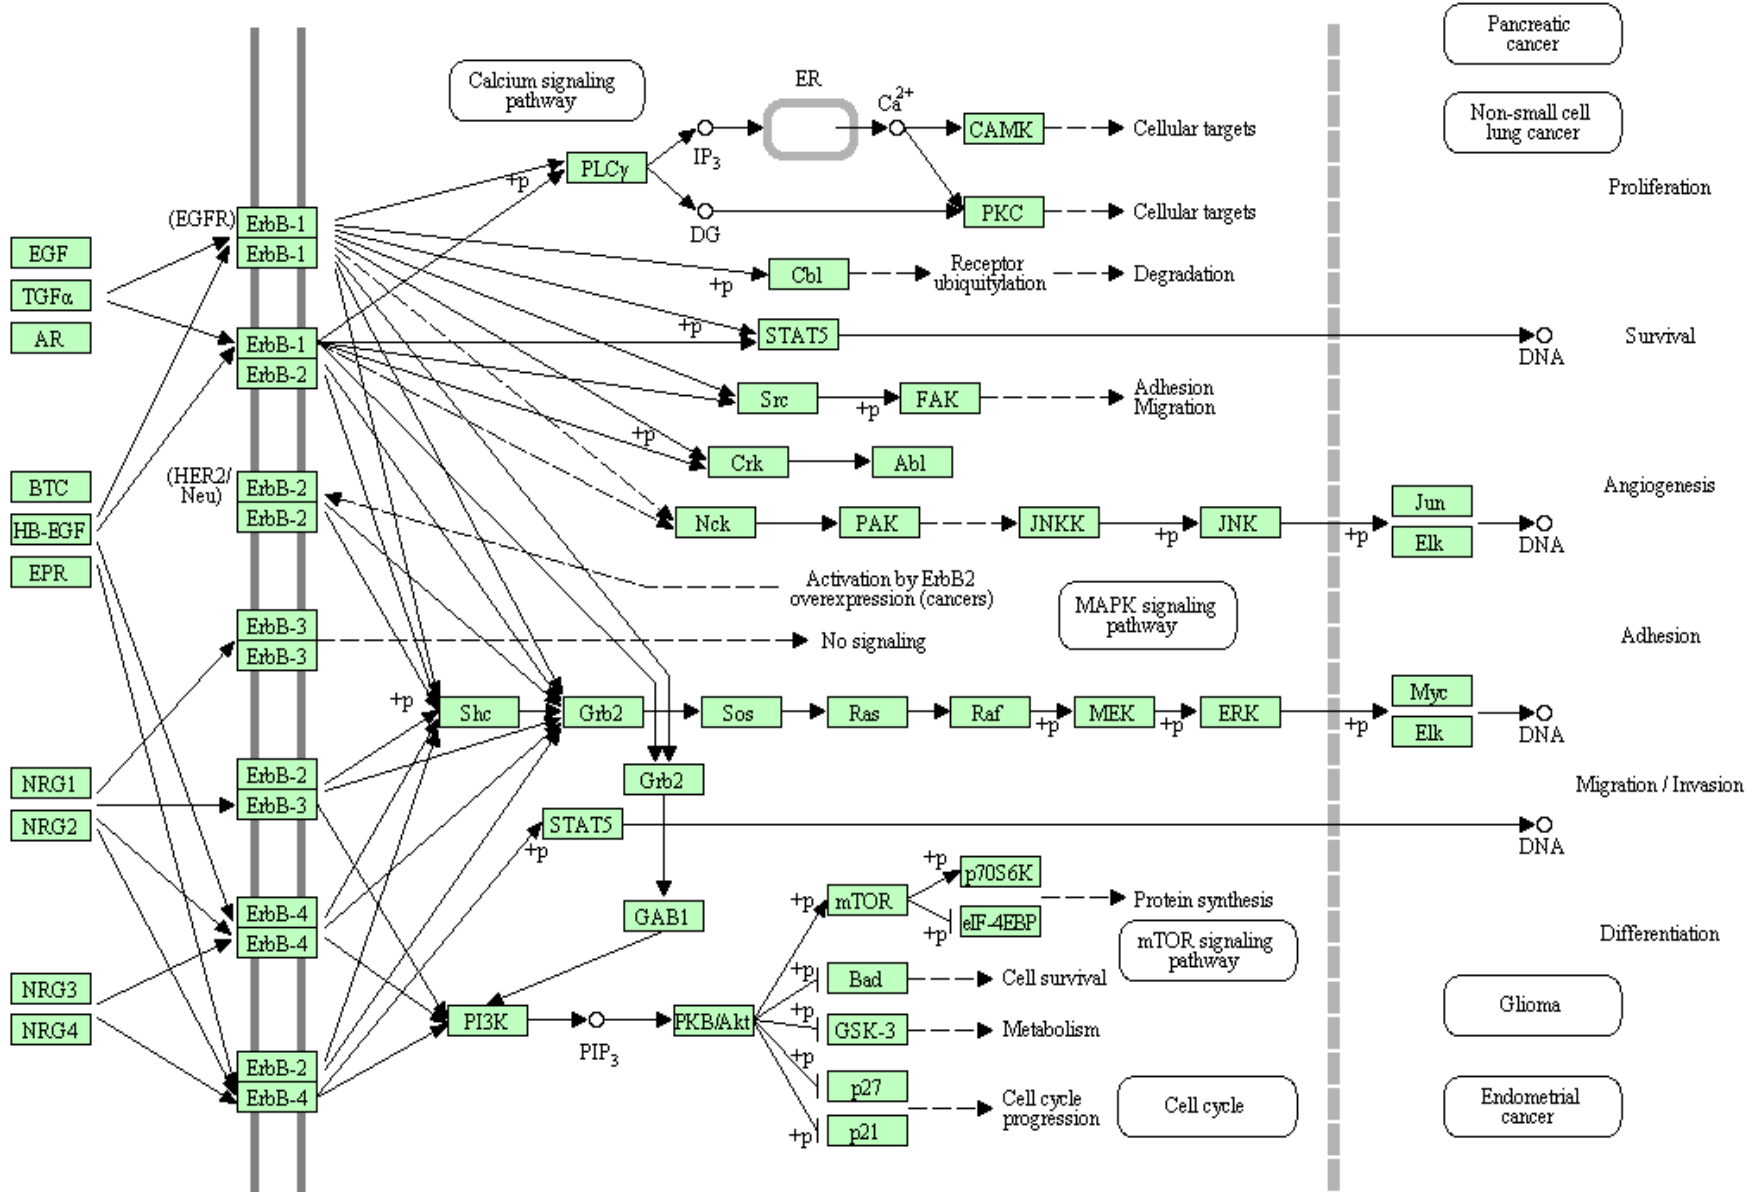 Pancreatic
cancer
Calcium signaling
pathway
ER
Ca2+
Non-small cell
lung cancer
CAMK
Cellular targets
IP3
PLCγ
+p
Proliferation
PKC
Cellular targets
DG
(EGFR)
ErbB-1
ErbB-1
EGF
TGFα
AR
Cbl
+p
Receptor
ubiquitylation
Degradation
ErbB-1
ErbB-2
+p
STAT5
DNA
Survival
Src
+p
FAK
Adhesion
Migration
+p
Crk
Abl
(HER2/
Neu)
ErbB-2
ErbB-2
BTC
HB-EGF
EPR
Nck
PAK
JNKK
+p
JNK
+p
Jun
Elk
DNA
Angiogenesis
Activation by ErbB2
overexpression (cancers)
MAPK signaling
pathway
ErbB-3
ErbB-3
No signaling
Adhesion
+p
Shc
Grb2
Sos
Ras
Raf
+p
MEK
+p
ERK
+p
Myc
Elk
DNA
NRG1
NRG2
ErbB-2
ErbB-3
Grb2
Migration / Invasion
STAT5
+p
DNA
+p
p70S6K
+p
mTOR
+p
eIF-4EBP
Protein synthesis
ErbB-4
ErbB-4
GAB1
mTOR signaling
pathway
Differentiation
+p
Bad
Cell survival
NRG3
NRG4
PI3K
PIP3
PKB/Akt
+p
GSK-3
Metabolism
Glioma
ErbB-2
ErbB-4
+p
p27
+p
p21
Cell cycle
progression
Cell cycle
Endometrial
cancer